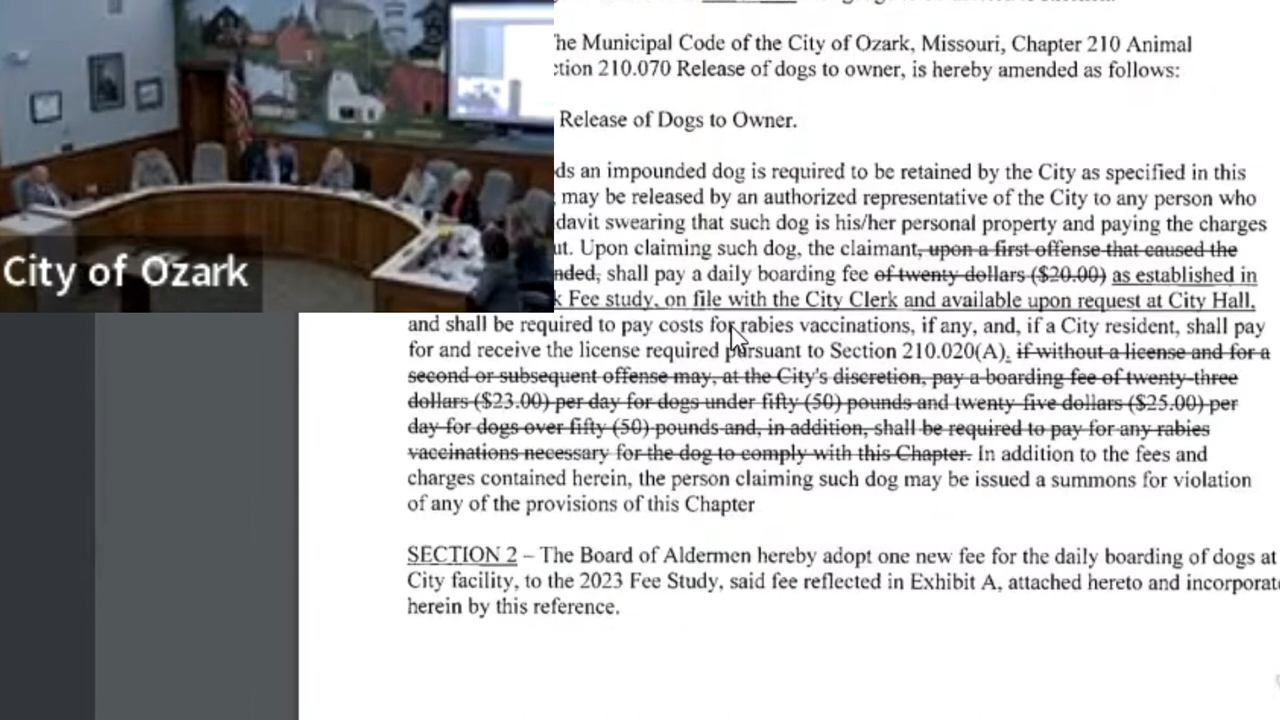 he Municipal Code of the City of Ozark, Missouri, Chapter 210 Animal
ction 210.070 Release of dogs to owner, is hereby amended as follows:
Release of Dogs to Owner.
ds an impounded dog is required to be retained by the City as specified in this
may be released by an authorized representative of the City to any person who
davit swearing that such dog is his/her personal property and paying the charges
ut. Upon claiming such dog, the claimant, upon a first offense that caused the
nded, shall pay a daily boarding fee of twenty dollars ($20.00) as established in
k Fee study, on file with the City Clerk and available upon request at City Hall,
and shall be required to pay costs for rabies vaccinations, if any, and, if a City resident, shall pay
for and receive the license required pursuant to Section 210.020(A). if without a license and for a
second or subsequent offense may, at the City's discretion, pay a boarding fee of twenty-three
dollars ($23.00) per day for dogs under fifty (50) pounds and twenty-five dollars ($25.00) per
day for dogs over fifty (50) pounds and, in addition, shall be required to pay for any rabies
vaccinations necessary for the dog to comply with this Chapter. In addition to the fees and
charges contained herein, the person claiming such dog may be issued a summons for violation
of any of the provisions of this Chapter
SECTION 2 – The Board of Aldermen hereby adopt one new fee for the daily boarding of dogs at
City facility, to the 2023 Fee Study, said fee reflected in Exhibit A, attached hereto and incorporat
herein by this reference.
City of Ozark